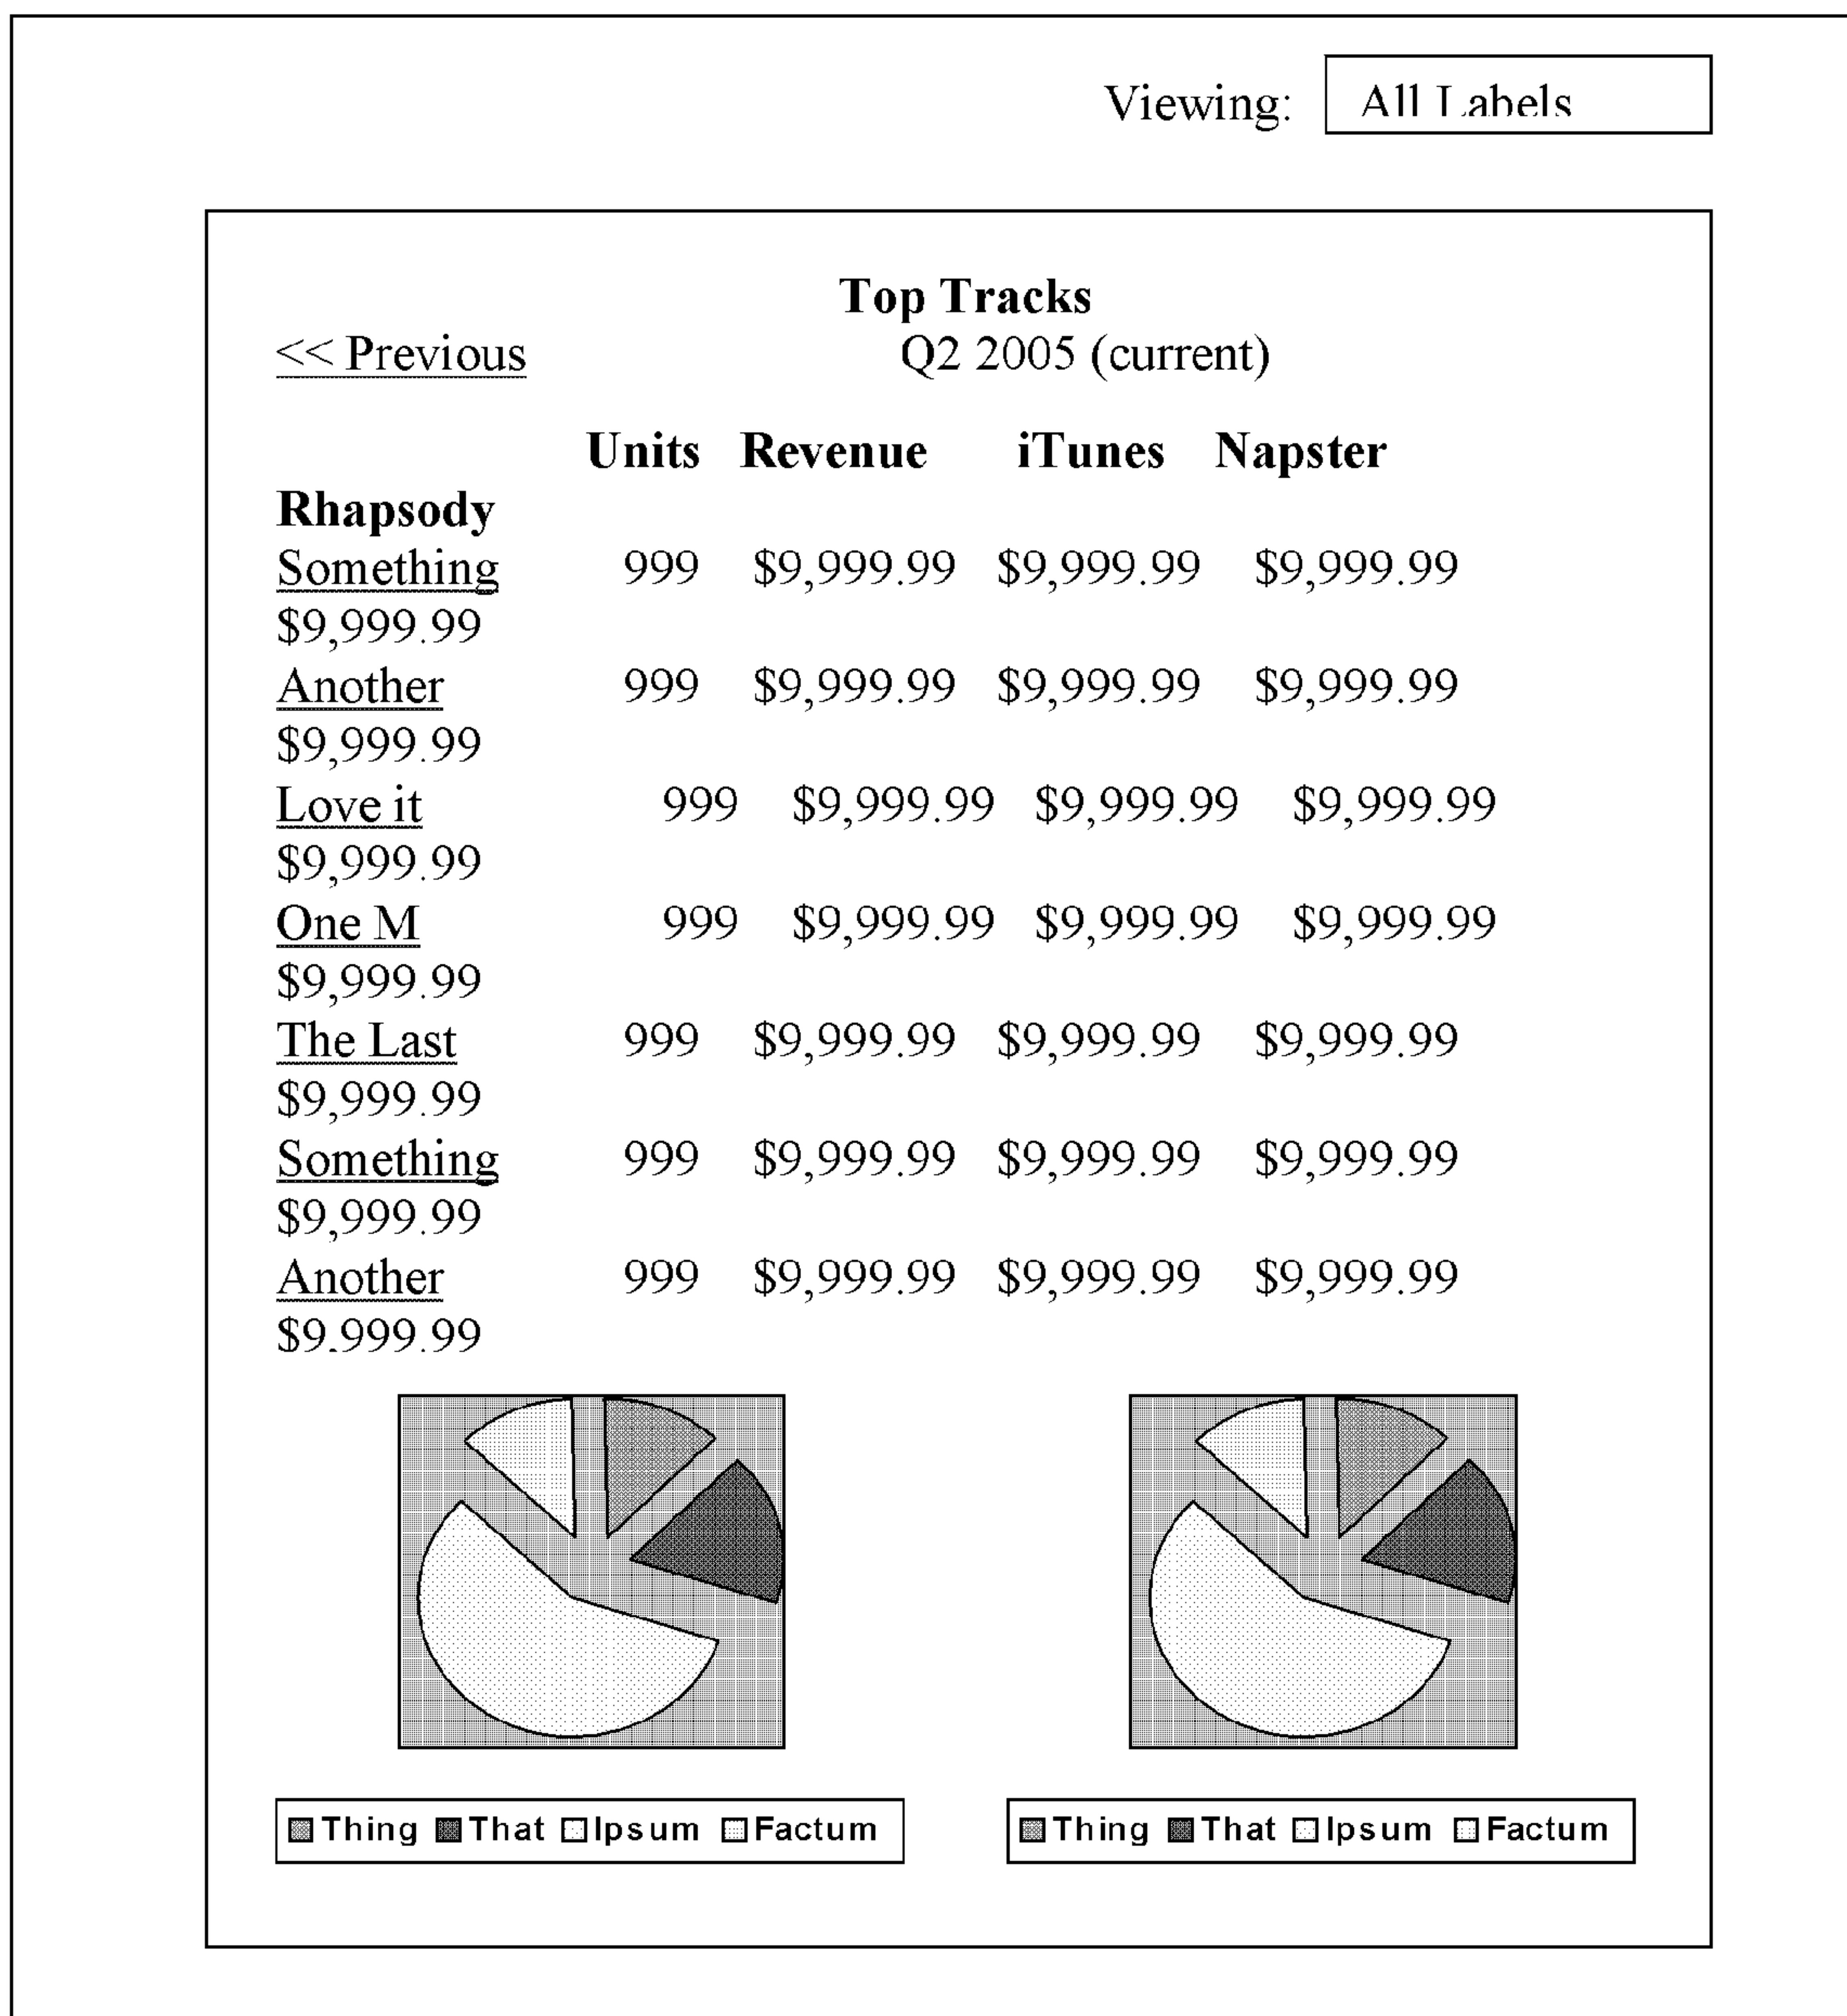 Viewing: All Labels
Top Tracks
<< Previous Q2 2005 (current)
Units Revenue iTunes Napster
Rhapsody
Something 999 $9,999.99 $9,999.99 $9,999.99
$9,999.99
Another 999 $9,999.99 $9,999.99 $9,999.99
$9,999.99
Love it 999 $9,999.99 $9,999.99 $9,999.99
$9,999.99
One M 999 $9,999.99 $9,999.99 $9,999.99
$9,999.99
The Last 999 $9,999.99 $9,999.99 $9,999.99
$9,999.99
Something 999 $9,999.99 $9,999.99 $9,999.99
$9,999.99
Another 999 $9,999.99 $9,999.99 $9,999.99
$9,999.99
Thing That Ipsum Factum
Thing That Ipsum Factum